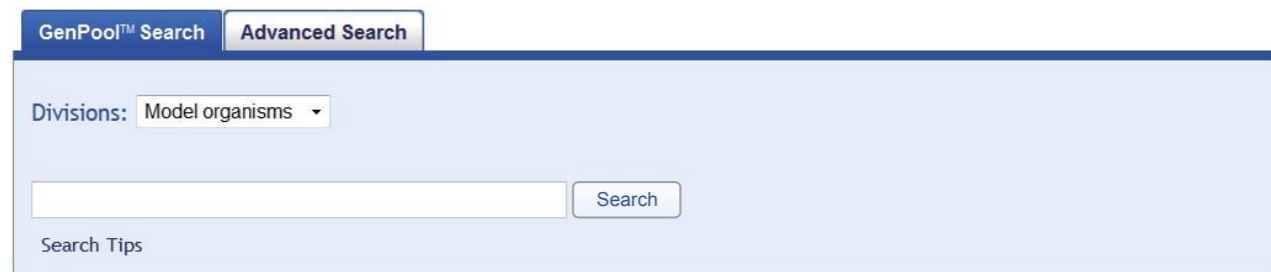 GenPool™ Search Advanced Search
Divisions: Model organisms
Search
Search Tips